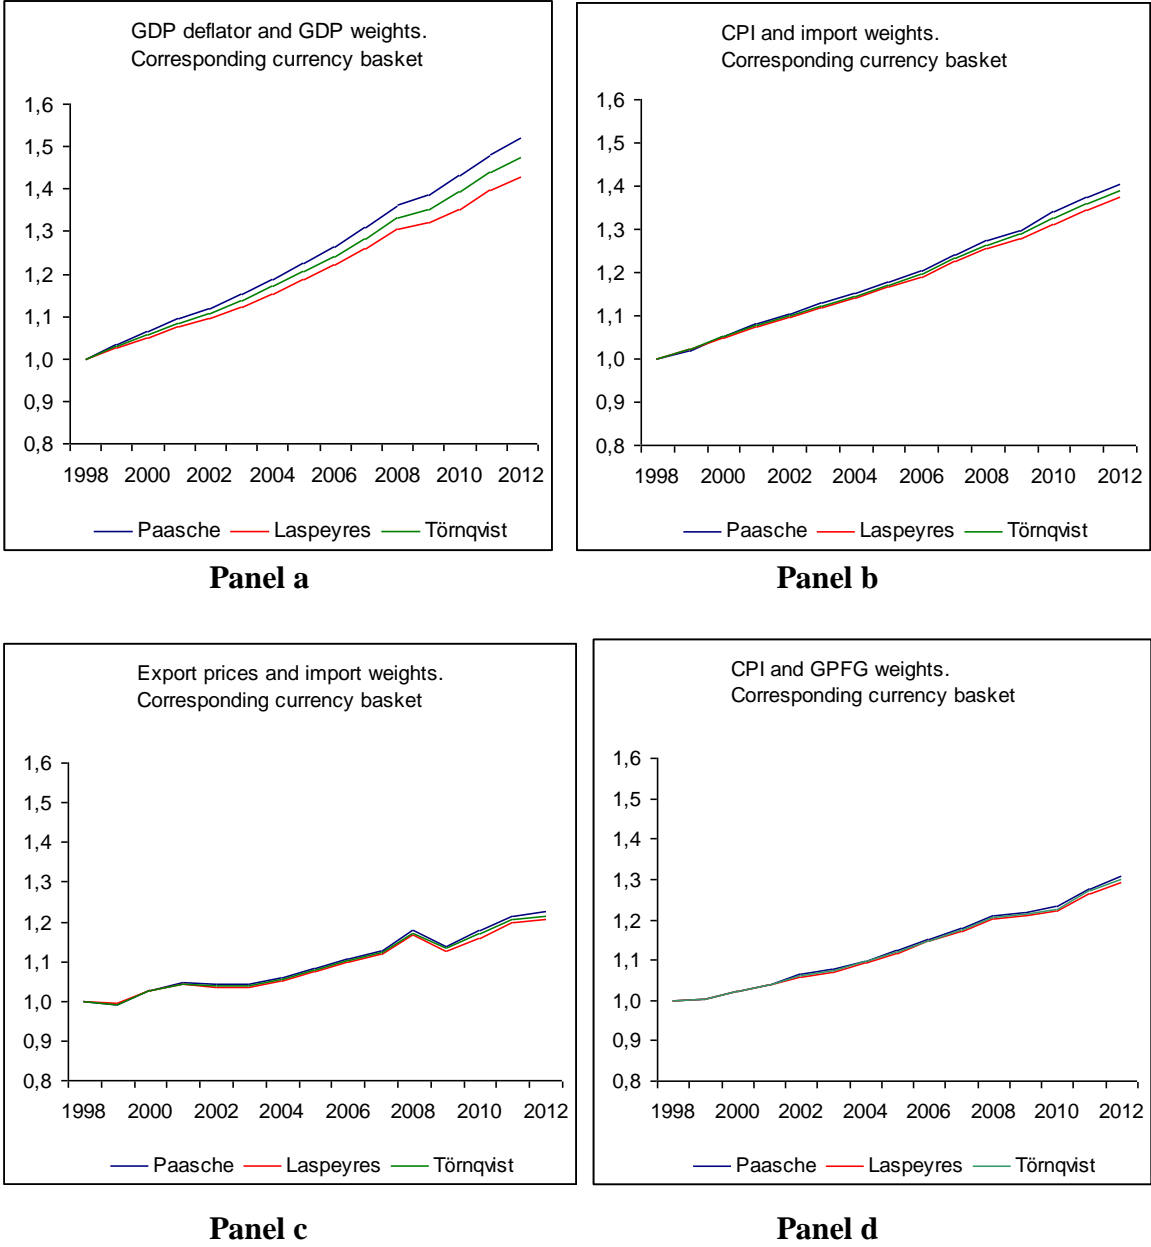 GDP deflator and GDP weights.
Corresponding currency basket
1,6
1,5
1,4
1,3
1,2
1,1
1,0
0,9
0,8
1998 2000 2002 2004 2006 2008 2010 2012
Paasche Laspeyres Törnqvist
Panel a
CPI and import weights.
Corresponding currency basket
1,6
1,5
1,4
1,3
1,2
1,1
1,0
0,9
0,8
1998 2000 2002 2004 2006 2008 2010 2012
Paasche Laspeyres Törnqvist
Panel b
Export prices and import weights.
Corresponding currency basket
1,6
1,5
1,4
1,3
1,2
1,1
1,0
0,9
0,8
1998 2000 2002 2004 2006 2008 2010 2012
Paasche Laspeyres Törnqvist
Panel c
CPI and GPFG weights.
Corresponding currency basket
1,6
1,5
1,4
1,3
1,2
1,1
1,0
0,9
0,8
1998 2000 2002 2004 2006 2008 2010 2012
Paasche Laspeyres Törnqvist
Panel d